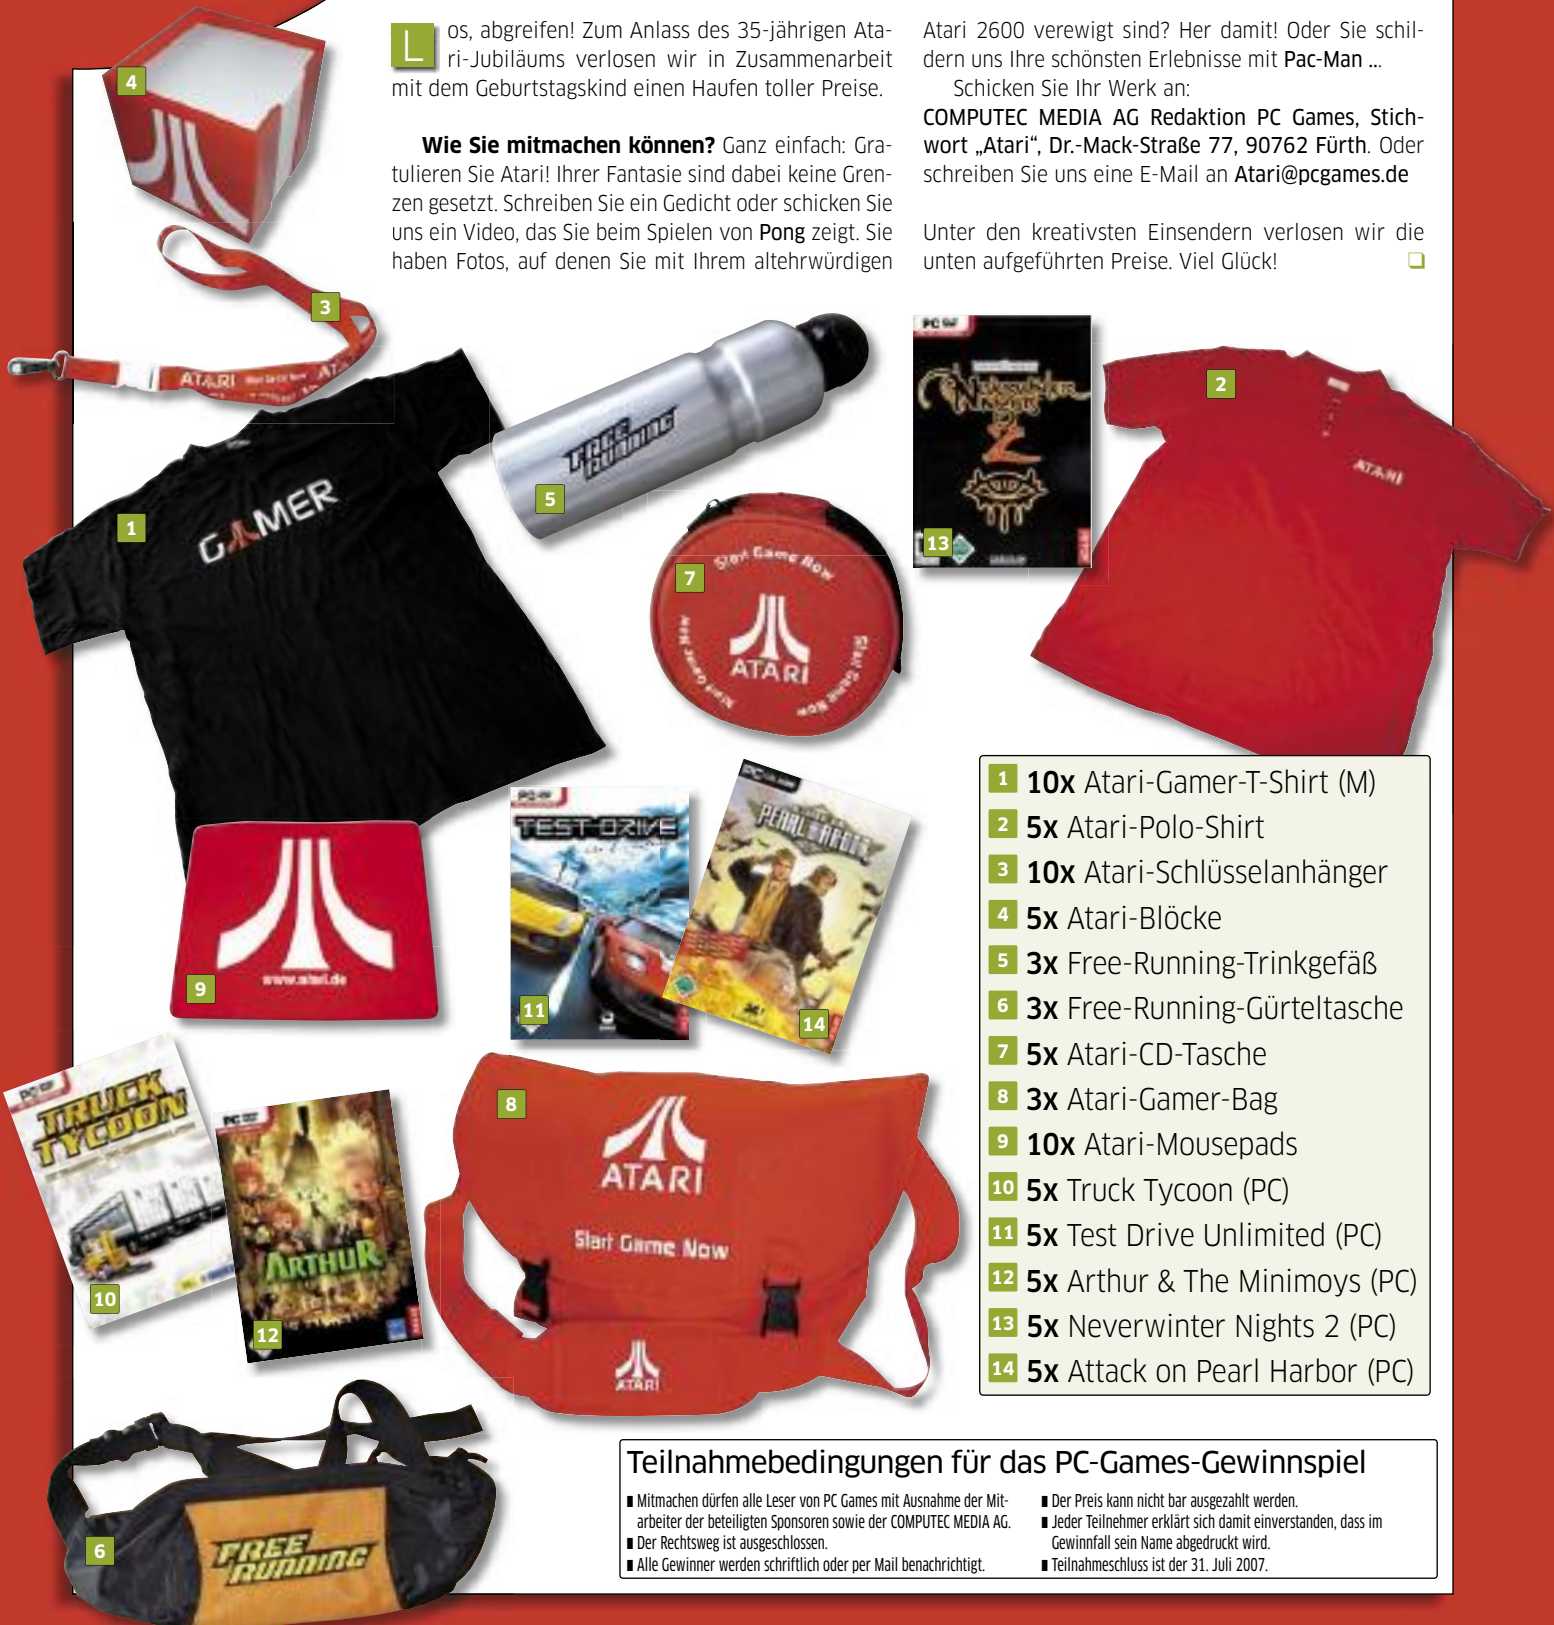 Los, abgreifen! Zum Anlass des 35-jährigen Ata-
ri-Jubiläums verlosen wir in Zusammenarbeit
mit dem Geburtstagskind einen Haufen toller Preise.
Wie Sie mitmachen können? Ganz einfach: Gra-
tulieren Sie Atari! Ihrer Fantasie sind dabei keine Gren-
zen gesetzt. Schreiben Sie ein Gedicht oder schicken Sie
uns ein Video, das Sie beim Spielen von Pong zeigt. Sie
haben Fotos, auf denen Sie mit Ihrem altehrwürdigen
Atari 2600 verewigt sind? Her damit! Oder Sie schil-
dern uns Ihre schönsten Erlebnisse mit Pac-Man ...
Schicken Sie Ihr Werk an:
COMPUTEC MEDIA AG Redaktion PC Games, Stich-
wort „Atari“, Dr.-Mack-Straße 77, 90762 Fürth. Oder
schreiben Sie uns eine E-Mail an Atari@pcgames.de
Unter den kreativsten Einsendern verlosen wir die
unten aufgeführten Preise. Viel Glück!
4
3
ATARI
1
GAMER
FREE
RUNNING
5
Start Game Now
7
ATARI
Start Game Now
Start Game Now
PC
Neverwinter
Nights
2
13
2
ATARI
www.atari.de
9
TEST DRIVE
11
PEARL HARBOR
14
TRUCK
TYCOON
10
PC
ARTHUR
12
8
ATARI
Start Game Now
ATARI
6
FREE
RUNNING
1 10x Atari-Gamer-T-Shirt (M)
2 5x Atari-Polo-Shirt
3 10x Atari-Schlüsselanhänger
4 5x Atari-Blöcke
5 3x Free-Running-Trinkgefäß
6 3x Free-Running-Gürteltasche
7 5x Atari-CD-Tasche
8 3x Atari-Gamer-Bag
9 10x Atari-Mousepads
10 5x Truck Tycoon (PC)
11 5x Test Drive Unlimited (PC)
12 5x Arthur & The Minimoys (PC)
13 5x Neverwinter Nights 2 (PC)
14 5x Attack on Pearl Harbor (PC)
Teilnahmebedingungen für das PC-Games-Gewinnspiel
Mitmachen dürfen alle Leser von PC Games mit Ausnahme der Mit-
arbeiter der beteiligten Sponsoren sowie der COMPUTEC MEDIA AG.
Der Rechtsweg ist ausgeschlossen.
Alle Gewinner werden schriftlich oder per Mail benachrichtigt.
Der Preis kann nicht bar ausgezahlt werden.
Jeder Teilnehmer erklärt sich damit einverstanden, dass im
Gewinnfall sein Name abgedruckt wird.
Teilnahmeschluss ist der 31. Juli 2007.